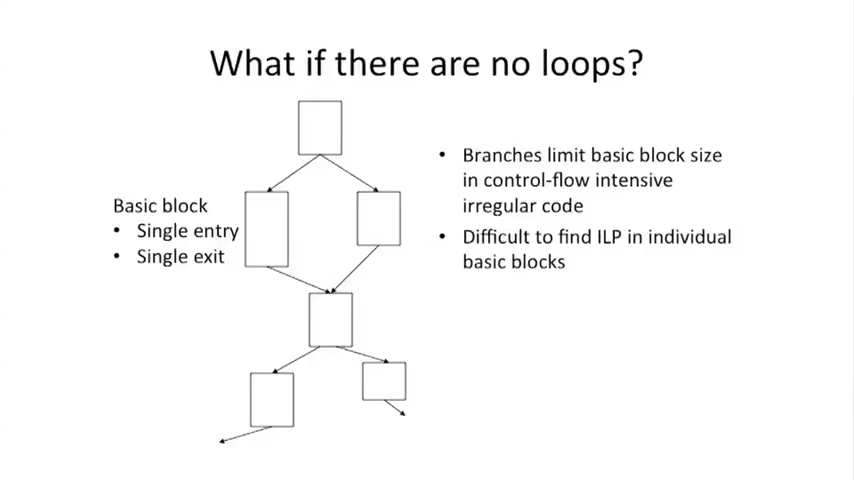 What if there are no loops?
Basic block
• Single entry
• Single exit
• Branches limit basic block size
in control-flow intensive
irregular code
• Difficult to find ILP in individual
basic blocks